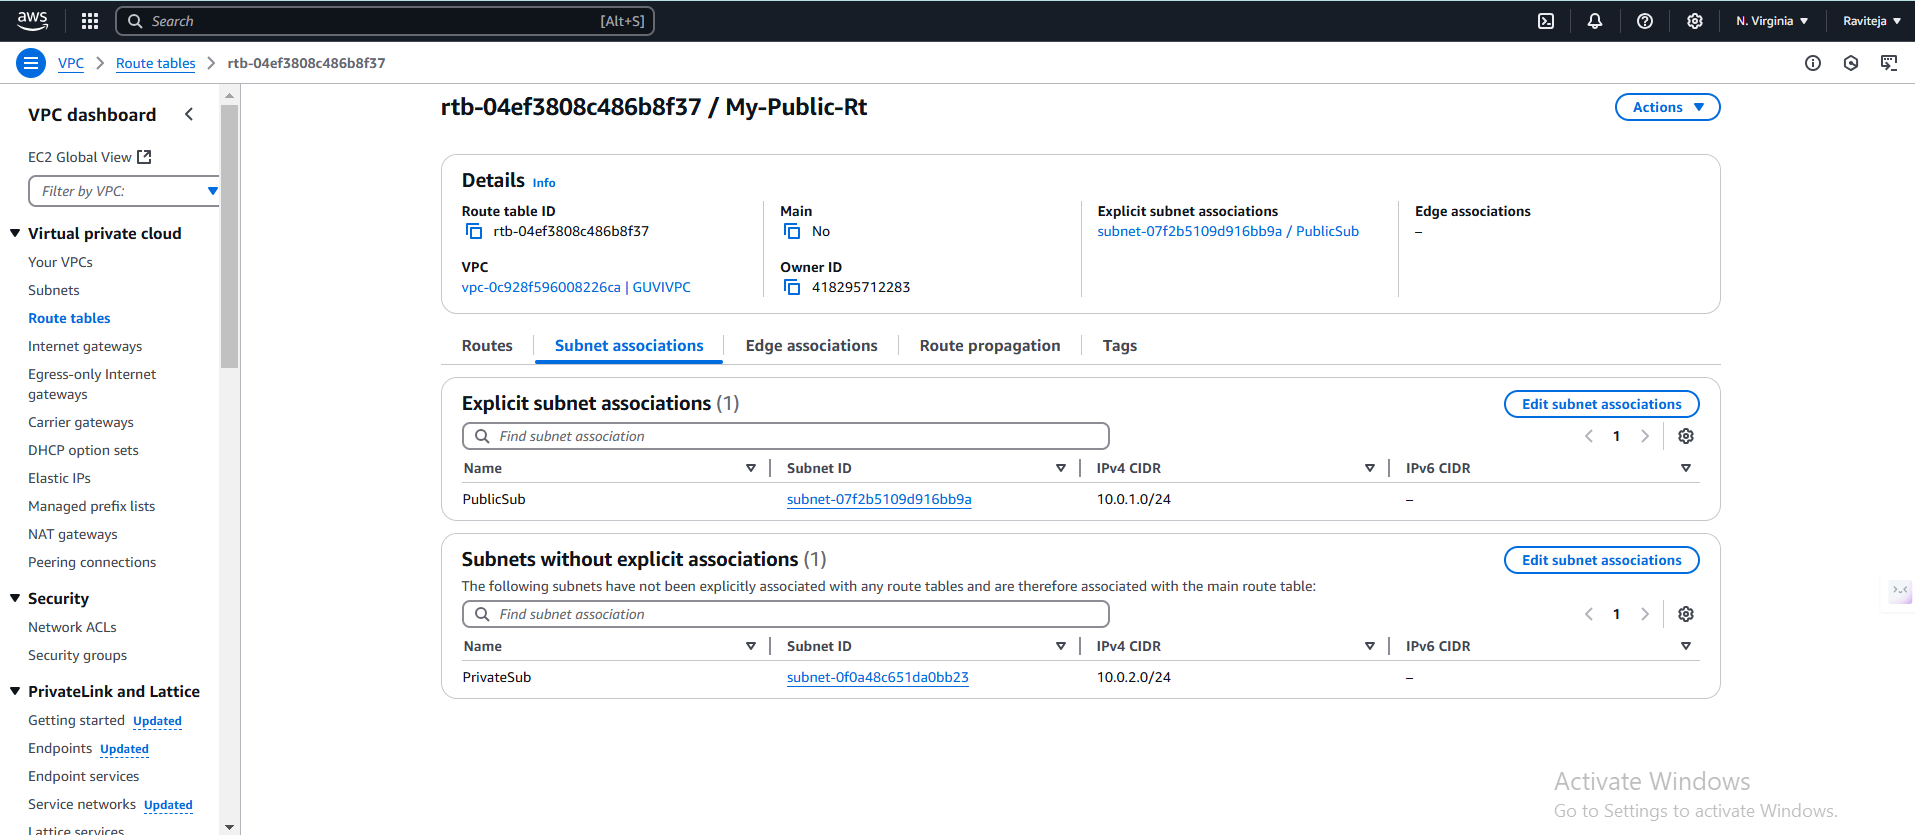 aws Search [Alt+S] N. Virginia Raviteja
VPC Route tables rtb-04ef3808c486b8f37
VPC dashboard
EC2 Global View
Filter by VPC:
Virtual private cloud
Your VPCs
Subnets
Route tables
Internet gateways
Egress-only Internet
gateways
Carrier gateways
DHCP option sets
Elastic IPs
Managed prefix lists
NAT gateways
Peering connections
Security
Network ACLs
Security groups
PrivateLink and Lattice
Getting started Updated
Endpoints Updated
Endpoint services
Service networks Updated
Lattice services
rtb-04ef3808c486b8f37 / My-Public-Rt
Actions
Details Info
Route table ID
rtb-04ef3808c486b8f37
VPC
vpc-0c928f596008226ca | GUVIVPC
Main
No
Owner ID
418295712283
Explicit subnet associations
subnet-07f2b5109d916bb9a / PublicSub
Edge associations
–
Routes Subnet associations Edge associations Route propagation Tags
Explicit subnet associations (1)
Edit subnet associations
Find subnet association
1
Name Subnet ID IPv4 CIDR IPv6 CIDR
PublicSub subnet-07f2b5109d916bb9a 10.0.1.0/24 –
Subnets without explicit associations (1)
Edit subnet associations
The following subnets have not been explicitly associated with any route tables and are therefore associated with the main route table:
Find subnet association
1
Name Subnet ID IPv4 CIDR IPv6 CIDR
PrivateSub subnet-0f0a48c651da0bb23 10.0.2.0/24 –
Activate Windows
Go to Settings to activate Windows.